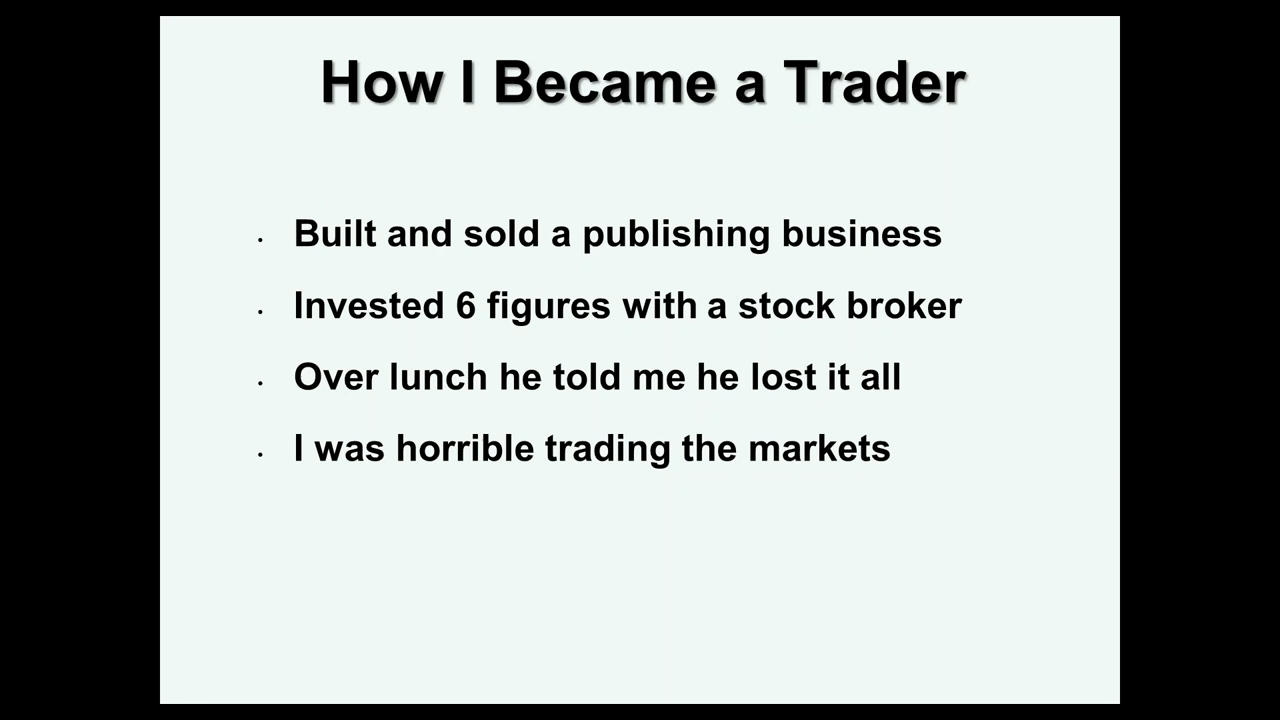 How I Became a Trader
• Built and sold a publishing business
• Invested 6 figures with a stock broker
• Over lunch he told me he lost it all
• I was horrible trading the markets